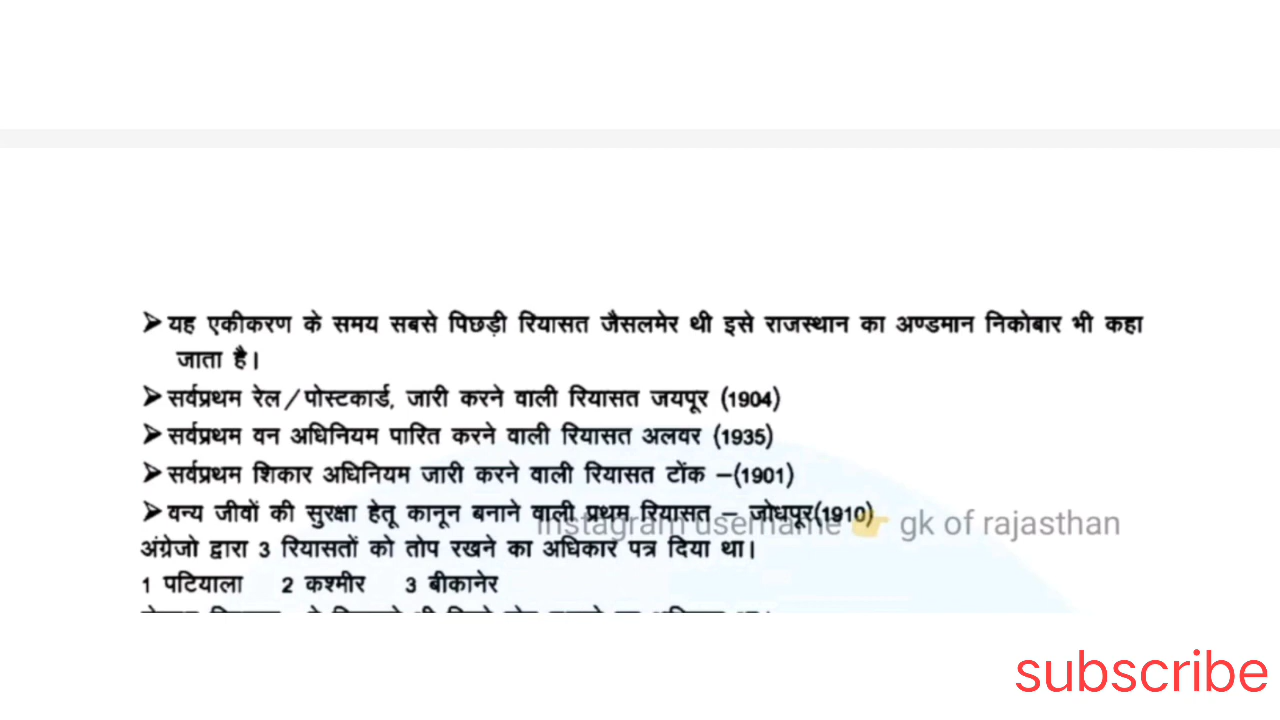 ➤यह एकीकरण के समय सबसे पिछड़ी रियासत जैसलमेर थी इसे राजस्थान का अण्डमान निकोबार भी कहा
जाता है।
➤सर्वप्रथम रेल/पोस्टकार्ड, जारी करने वाली रियासत जयपूर (1904)
➤सर्वप्रथम वन अधिनियम पारित करने वाली रियासत अलवर (1935)
➤सर्वप्रथम शिकार अधिनियम जारी करने वाली रियासत टोंक –(1901)
➤वन्य जीवों की सुरक्षा हेतू कानून बनाने वाली प्रथम रियासत – जोधपूर(1910)
instagram username 👉 gk of rajasthan
अंग्रेजो द्वारा 3 रियासतों को तोप रखने का अधिकार पत्र दिया था।
1 पटियाला 2 कश्मीर 3 बीकानेर
subscribe